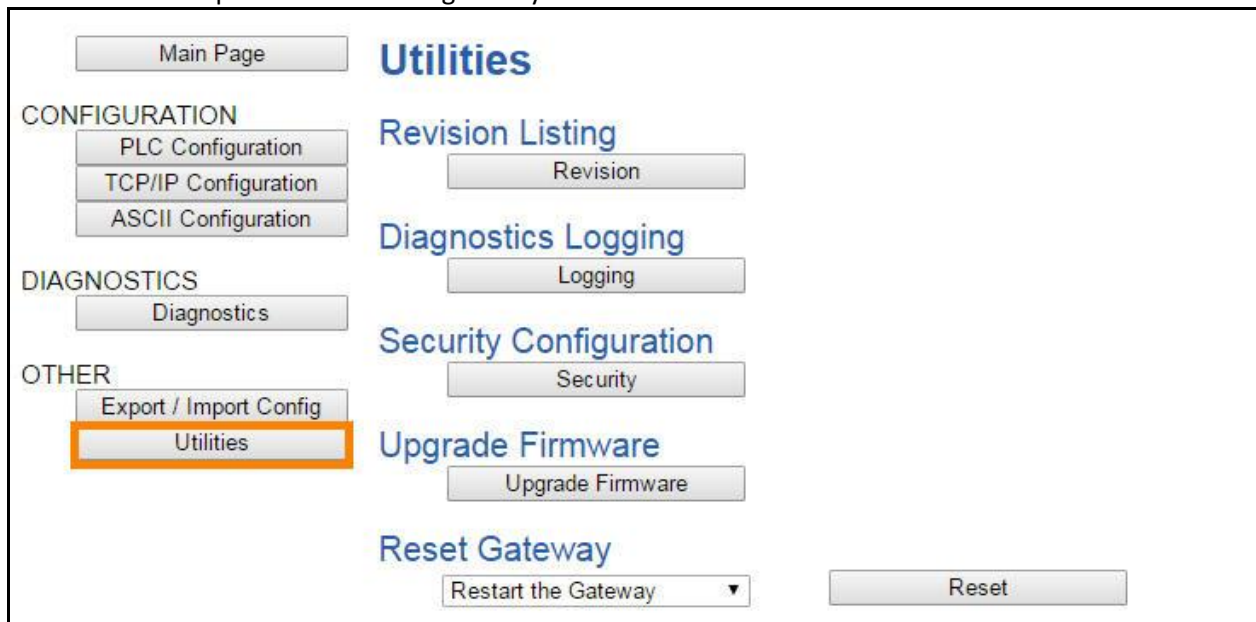 Main Page
CONFIGURATION
PLC Configuration
TCP/IP Configuration
ASCII Configuration
DIAGNOSTICS
Diagnostics
OTHER
Export / Import Config
Utilities
Utilities
Revision Listing
Revision
Diagnostics Logging
Logging
Security Configuration
Security
Upgrade Firmware
Upgrade Firmware
Reset Gateway
Restart the Gateway
Reset